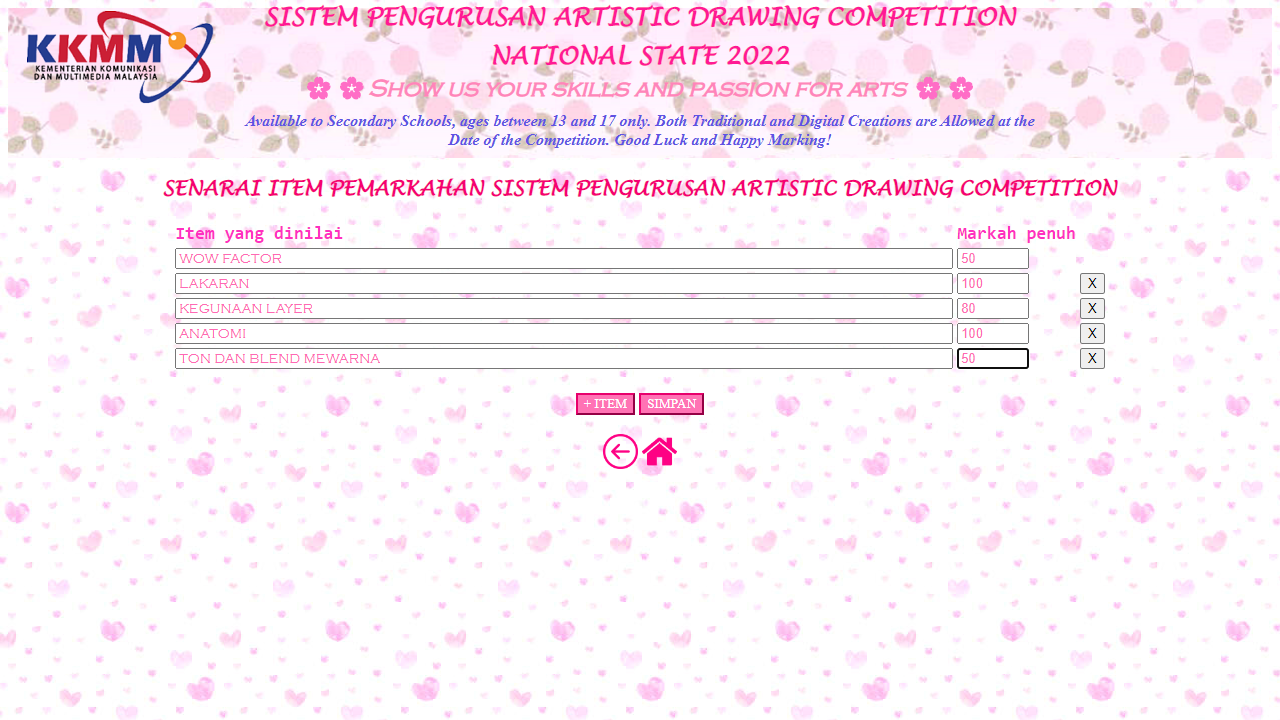 SISTEM PENGURUSAN ARTISTIC DRAWING COMPETITION
NATIONAL STATE 2022
KKMM
KEMENTERIAN KOMUNIKASI
DAN MULTIMEDIA MALAYSIA
Show us your skills and passion for arts
Available to Secondary Schools, ages between 13 and 17 only. Both Traditional and Digital Creations are Allowed at the
Date of the Competition. Good Luck and Happy Marking!
SENARAI ITEM PEMARKAHAN SISTEM PENGURUSAN ARTISTIC DRAWING COMPETITION
Item yang dinilai Markah penuh
WOW FACTOR 50
LAKARAN 100 X
KEGUNAAN LAYER 80 X
ANATOMI 100 X
TON DAN BLEND MEWARNA 50 X
+ ITEM SIMPAN